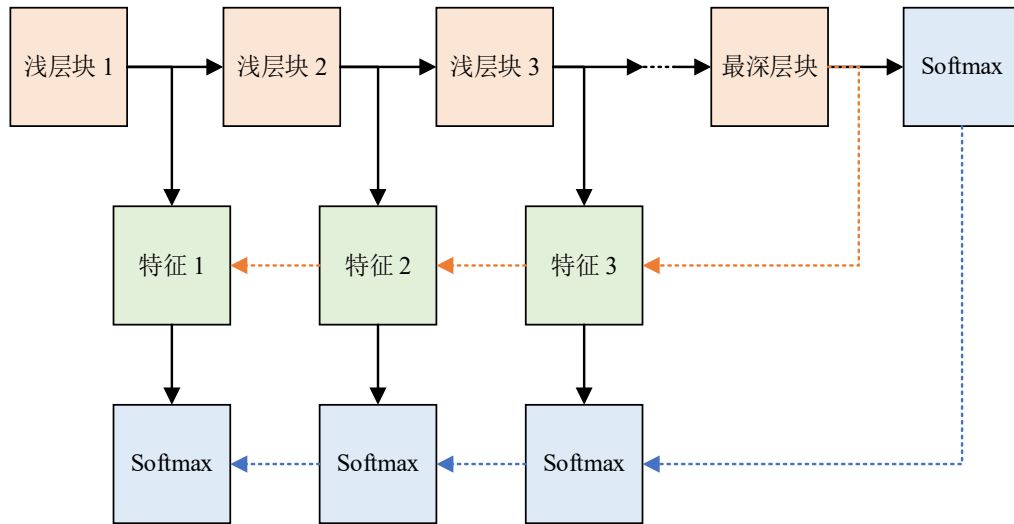 浅层块 1
浅层块 2
浅层块 3
最深层块
Softmax
特征 1
特征 2
特征 3
Softmax
Softmax
Softmax